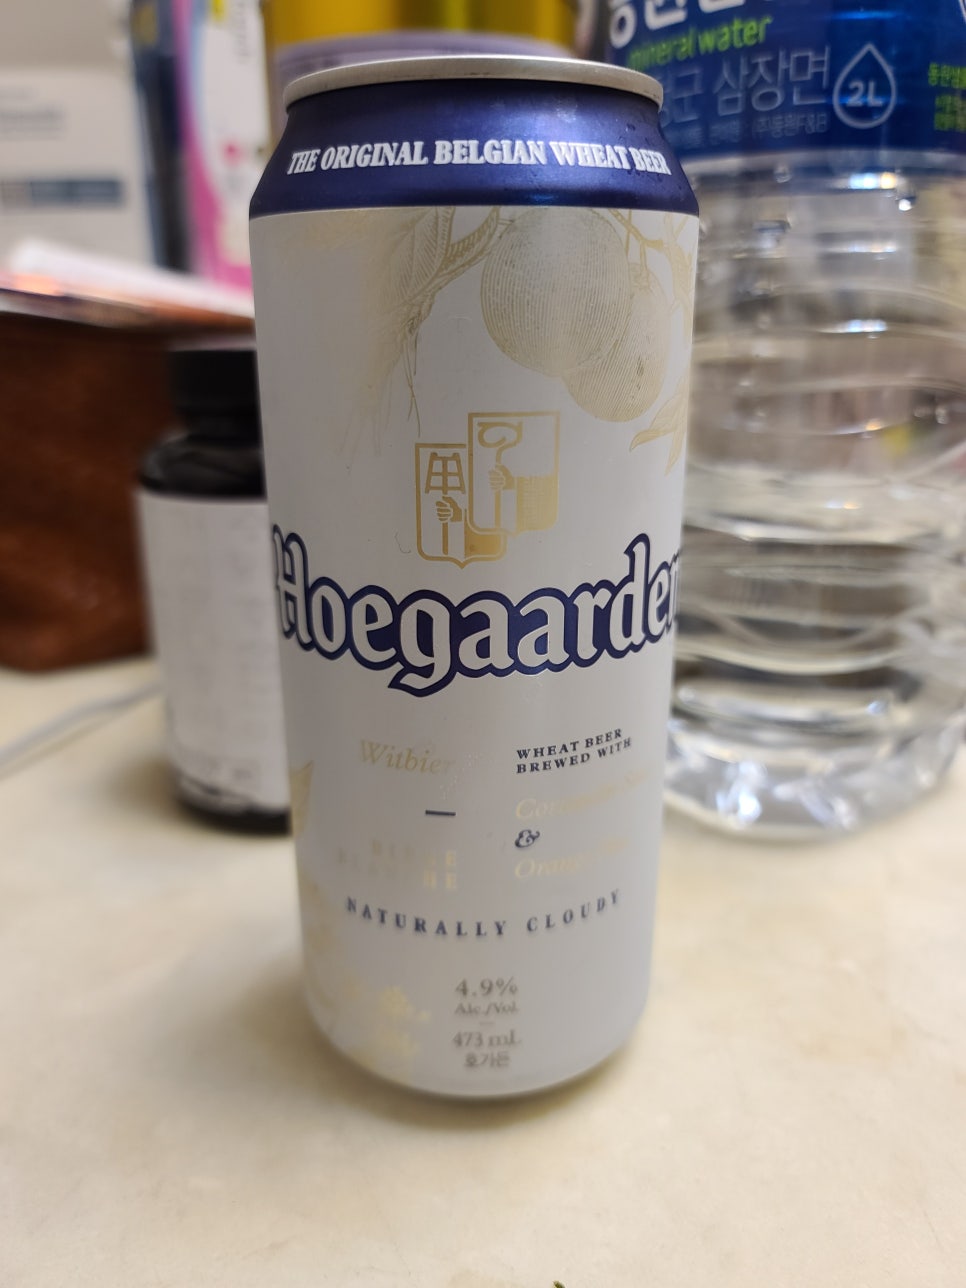 mineral water
삼장면
2L
THE ORIGINAL BELGIAN WHEAT BEER
Hoegaarden
Witbier
WHEAT BEER
BREWED WITH
&
Orange
NATURALLY CLOUDY
4.9%
Alc./Vol.
473 mL
호가든